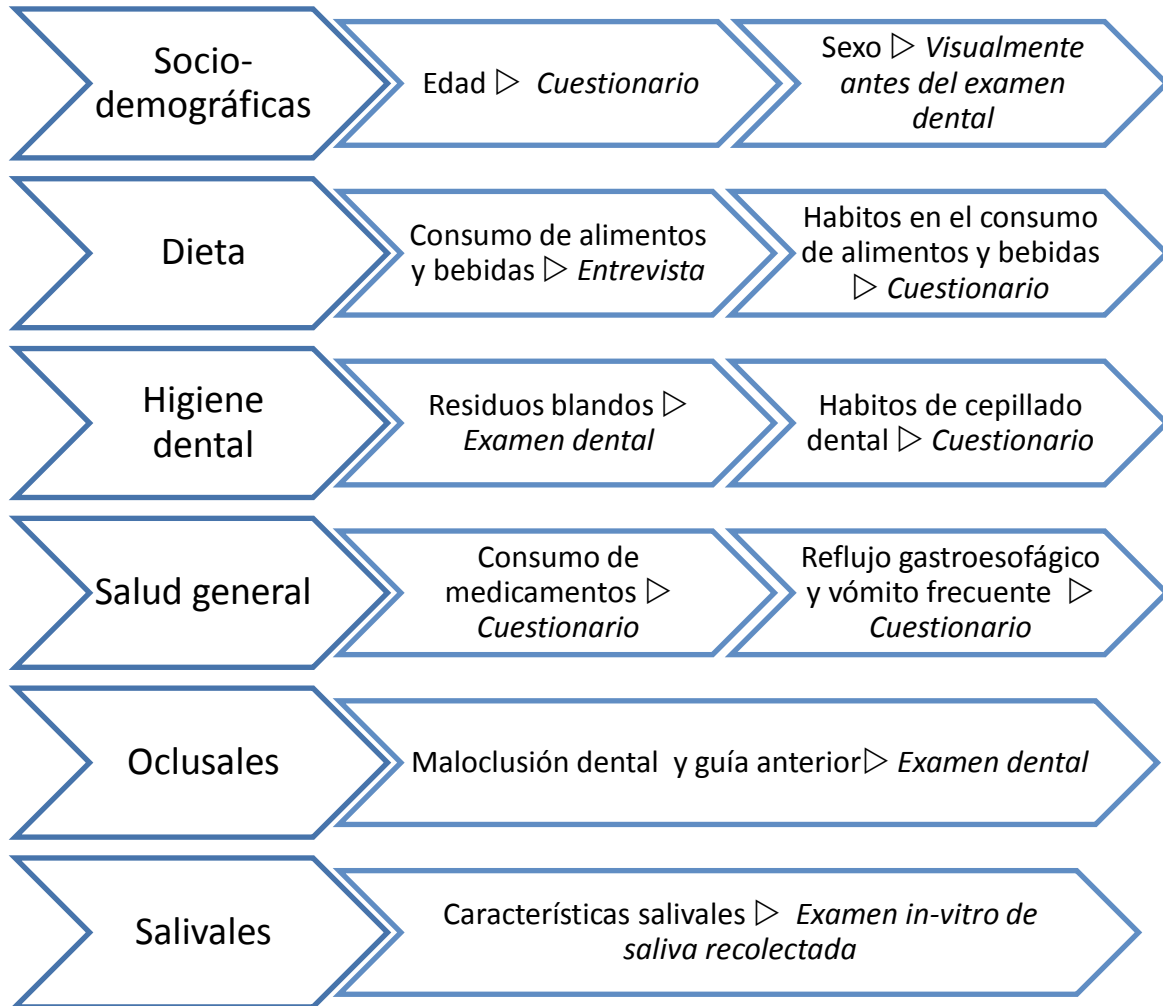 Socio-
demográficas
Edad ▷ Cuestionario
Sexo ▷ Visualmente
antes del examen
dental
Dieta
Consumo de alimentos
y bebidas ▷ Entrevista
Habitos en el consumo
de alimentos y bebidas
▷ Cuestionario
Higiene
dental
Residuos blandos ▷
Examen dental
Habitos de cepillado
dental ▷ Cuestionario
Salud general
Consumo de
medicamentos ▷
Cuestionario
Reflujo gastroesofágico
y vómito frecuente ▷
Cuestionario
Oclusales
Maloclusión dental y guía anterior ▷ Examen dental
Salivales
Características salivales ▷ Examen in-vitro de
saliva recolectada